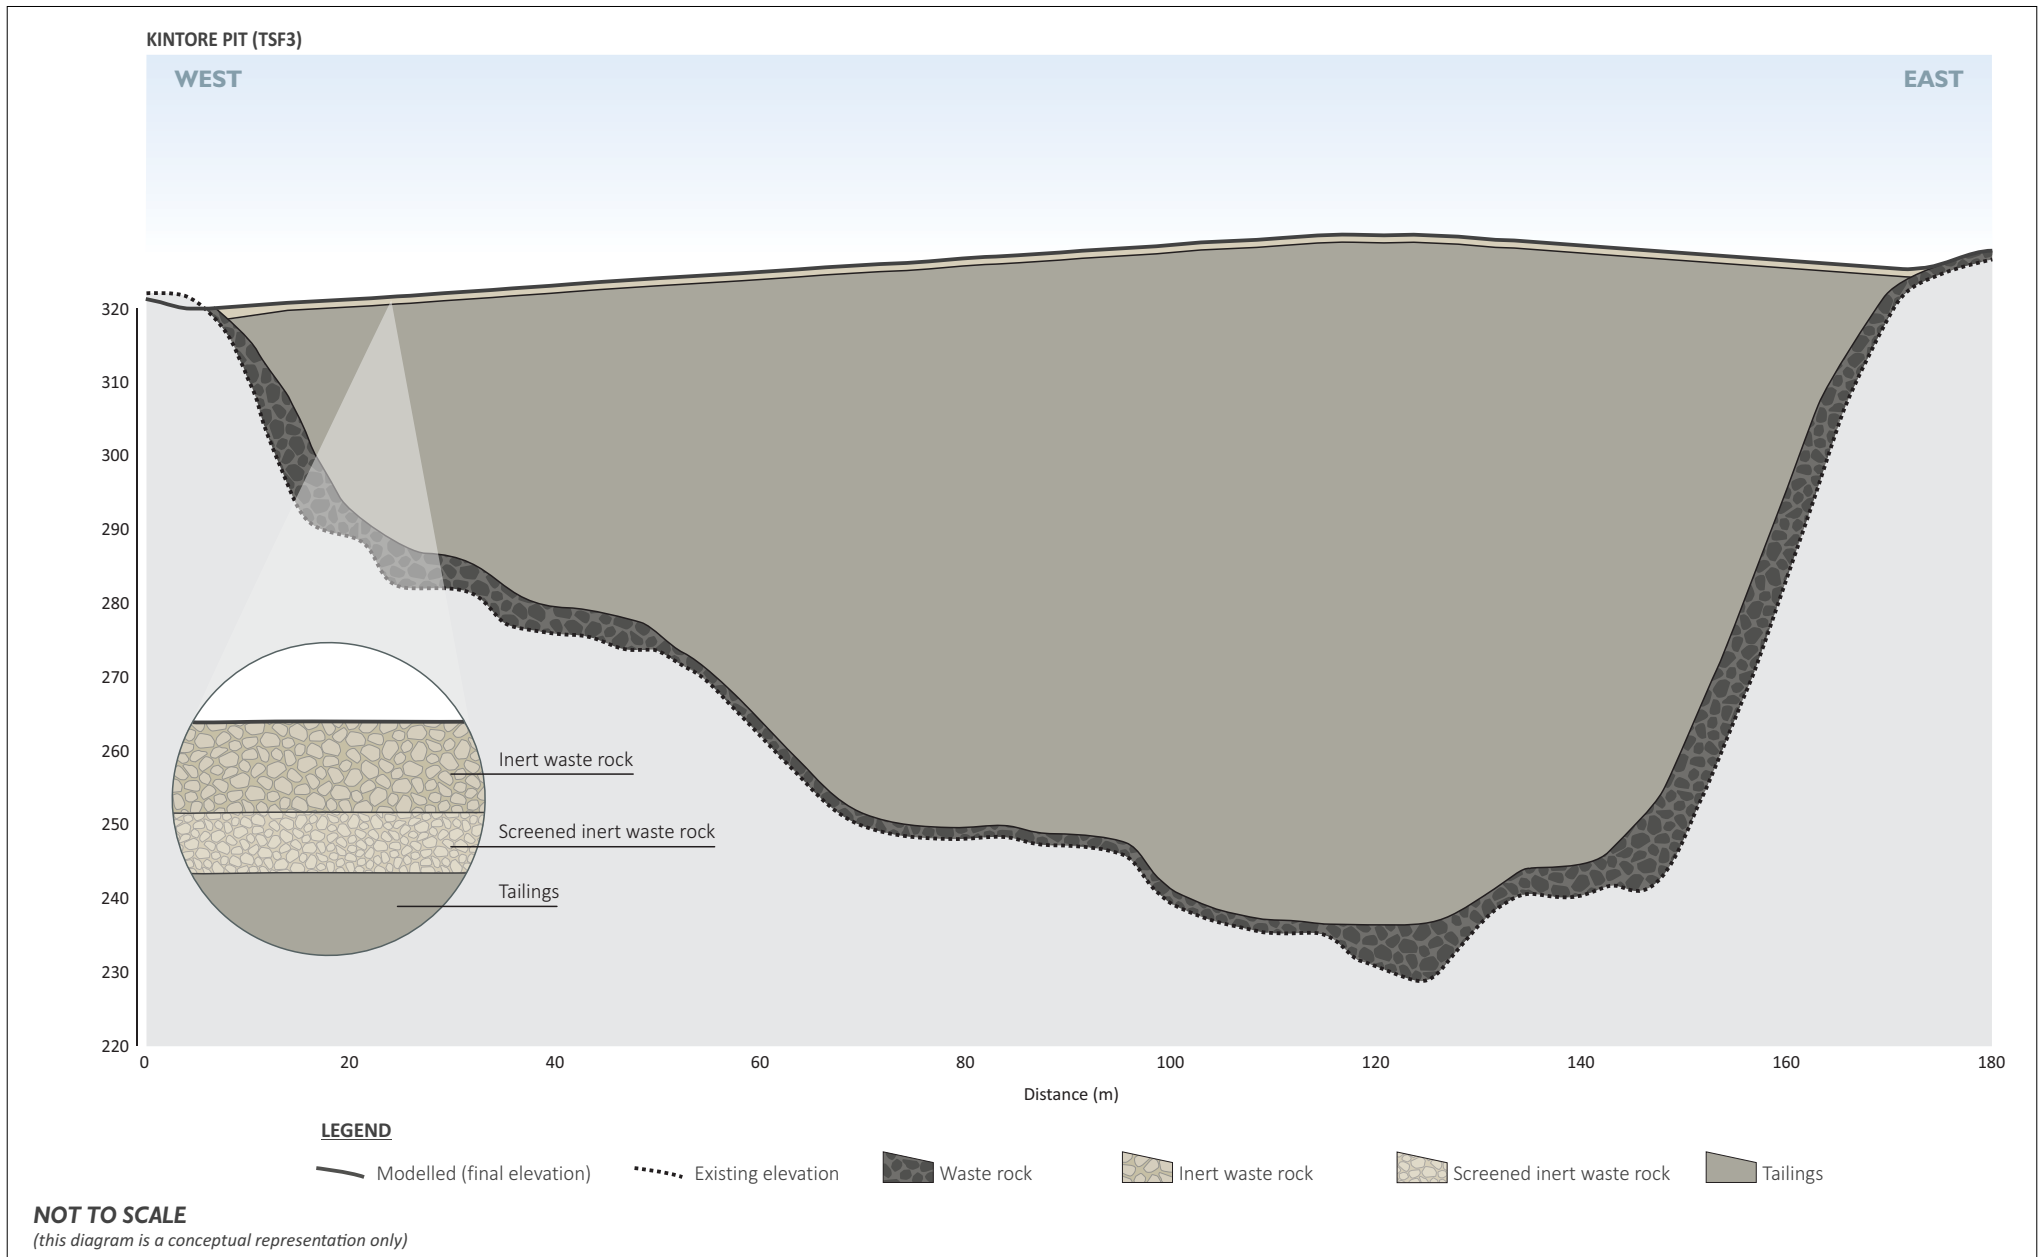 KINTORE PIT (TSF3)
WEST
EAST
320
310
300
290
280
270
260
250
240
230
220
Inert waste rock
Screened inert waste rock
Tailings
0 20 40 60 80 100 120 140 160 180
Distance (m)
LEGEND
Modelled (final elevation)
Existing elevation
Waste rock
Inert waste rock
Screened inert waste rock
Tailings
NOT TO SCALE
(this diagram is a conceptual representation only)